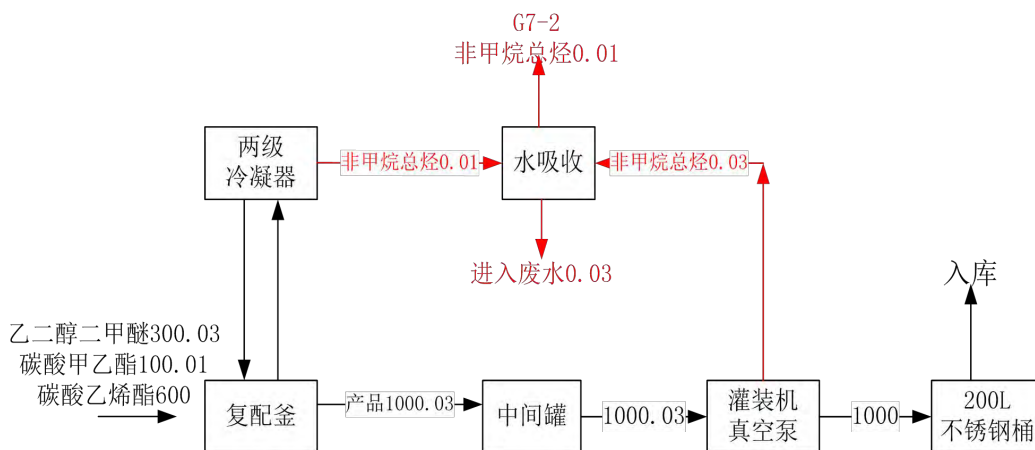 G7-2
非甲烷总烃0.01
两级
冷凝器
非甲烷总烃0.01
水吸收
非甲烷总烃0.03
进入废水0.03
入库
乙二醇二甲醚300.03
碳酸甲乙酯100.01
碳酸乙烯酯600
复配釜
产品1000.03
中间罐
1000.03
灌装机
真空泵
1000
200L
不锈钢桶